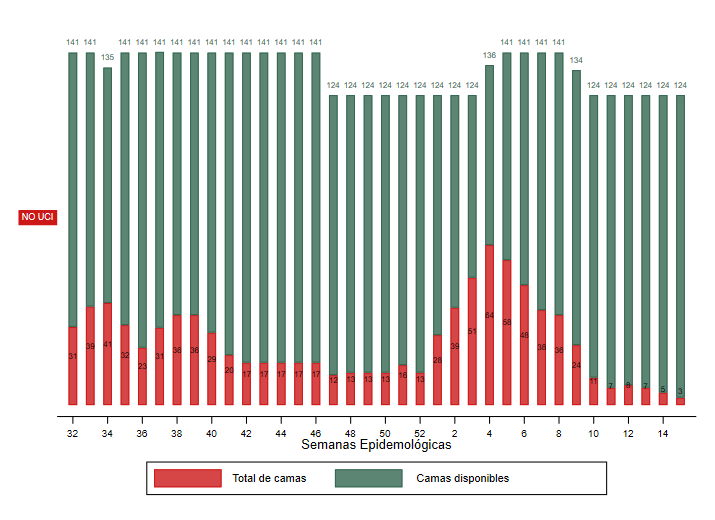 141 141 135 141 141 141 141 141 141 141 141 141 141 141 141 124 124 124 124 124 124 124 124 124 136 141 141 141 141 134 124 124 124 124 124 124
NO UCI
31 39 41 32 23 31 36 36 29 20 17 17 17 17 17 12 13 13 13 16 13 28 39 51 64 58 48 38 36 24 11 7 8 7 5 3
32 34 36 38 40 42 44 46 48 50 52 2 4 6 8 10 12 14
Semanas Epidemológicas
Total de camas Camas disponibles